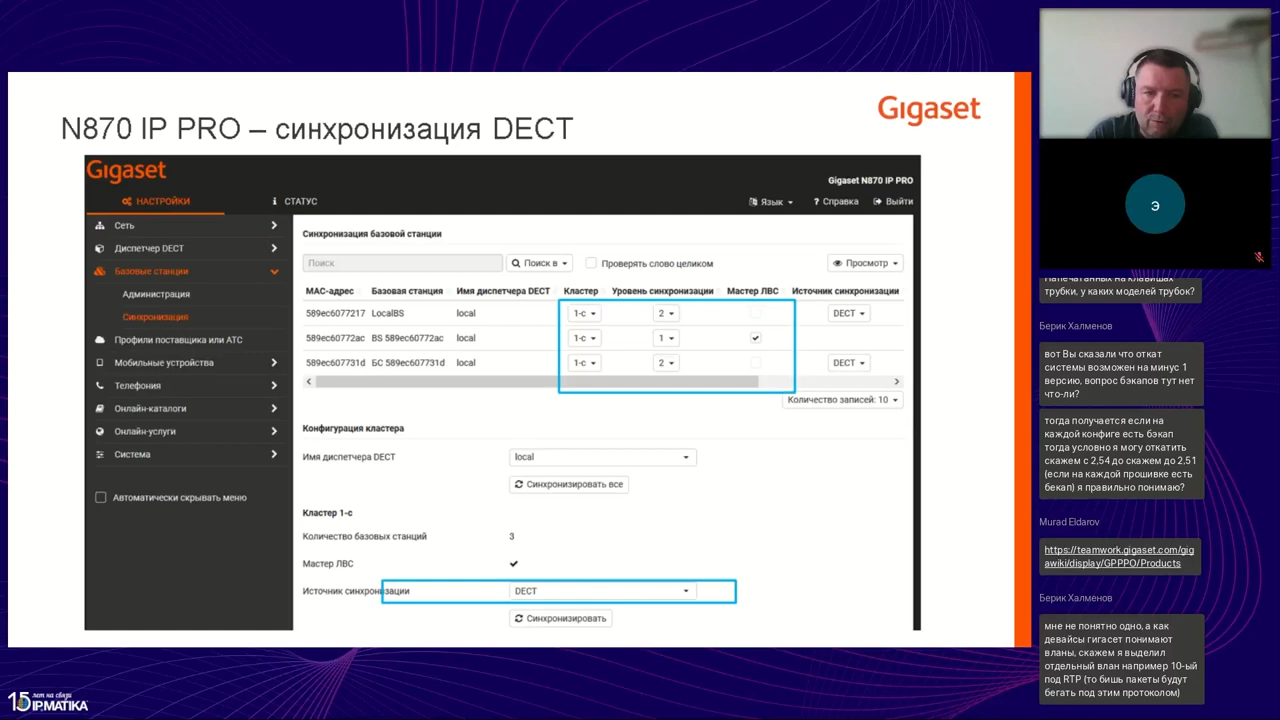 N870 IP PRO – синхронизация DECT
Gigaset
Gigaset
Gigaset N870 IP PRO
НАСТРОЙКИ
СТАТУС
Язык
? Справка
Выйти
Сеть
Диспетчер DECT
Базовые станции
Администрация
Синхронизация
Профили поставщика или АТС
Мобильные устройства
Телефония
Онлайн-каталоги
Онлайн-услуги
Система
Автоматически скрывать меню
Синхронизация базовой станции
Поиск
Поиск в
Проверять слово целиком
Просмотр
MAC-адрес Базовая станция Имя диспетчера DECT Кластер Уровень синхронизации Мастер ЛВС Источник синхронизации
589ec6077217 LocalBS local 1-c 2 DECT
589ec60772ac BS 589ec60772ac local 1-c 1
589ec607731d БС 589ec607731d local 1-c 2 DECT
Количество записей: 10
Конфигурация кластера
Имя диспетчера DECT local
Синхронизировать все
Кластер 1-c
Количество базовых станций 3
Мастер ЛВС
Источник синхронизации DECT
Синхронизировать
15 лет на связи
IPMATIKA
э
напечатанных на клавишах
трубки, у каких моделей трубок?
Берик Халменов
вот Вы сказали что откат
системы возможен на минус 1
версию, вопрос бэкапов тут нет
что-ли?
тогда получается если на
каждой конфиге есть бэкап
тогда условно я могу откатить
скажем с 2,54 до скажем до 2.51
(если на каждой прошивке есть
бекап) я правильно понимаю?
Murad Eldarov
https://teamwork.gigaset.com/gig
awiki/display/GPPPO/Products
Берик Халменов
мне не понятно одно, а как
девайсы гигасет понимают
вланы, скажем я выделил
отдельный влан например 10-ый
под RTP (то бишь пакеты будут
бегать под этим протоколом)